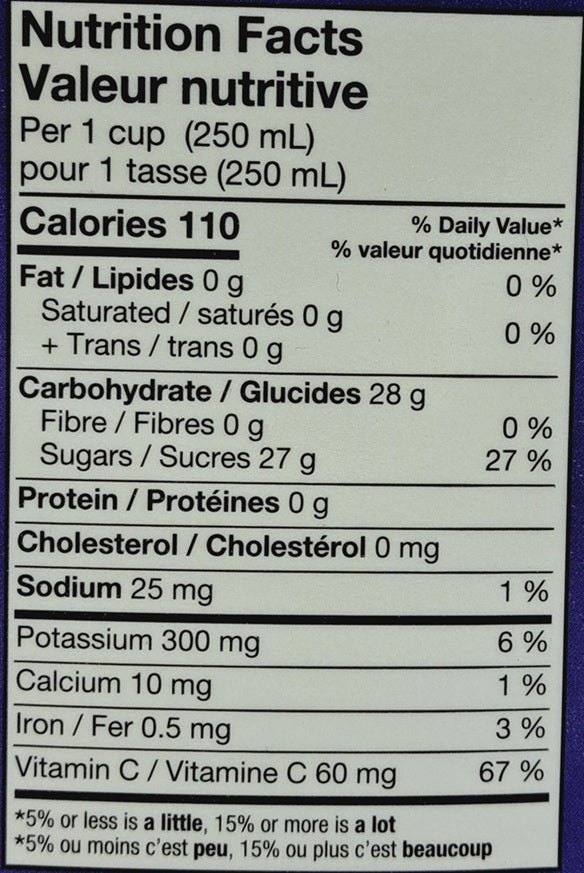 Nutrition Facts
Valeur nutritive
Per 1 cup (250 mL)
pour 1 tasse (250 mL)
Calories 110
% Daily Value*
% valeur quotidienne*
Fat / Lipides 0 g 0 %
Saturated / saturés 0 g
+ Trans / trans 0 g 0 %
Carbohydrate / Glucides 28 g
Fibre / Fibres 0 g 0 %
Sugars / Sucres 27 g 27 %
Protein / Protéines 0 g
Cholesterol / Cholestérol 0 mg
Sodium 25 mg 1 %
Potassium 300 mg 6 %
Calcium 10 mg 1 %
Iron / Fer 0.5 mg 3 %
Vitamin C / Vitamine C 60 mg 67 %
*5% or less is a little, 15% or more is a lot
*5% ou moins c'est peu, 15% ou plus c'est beaucoup